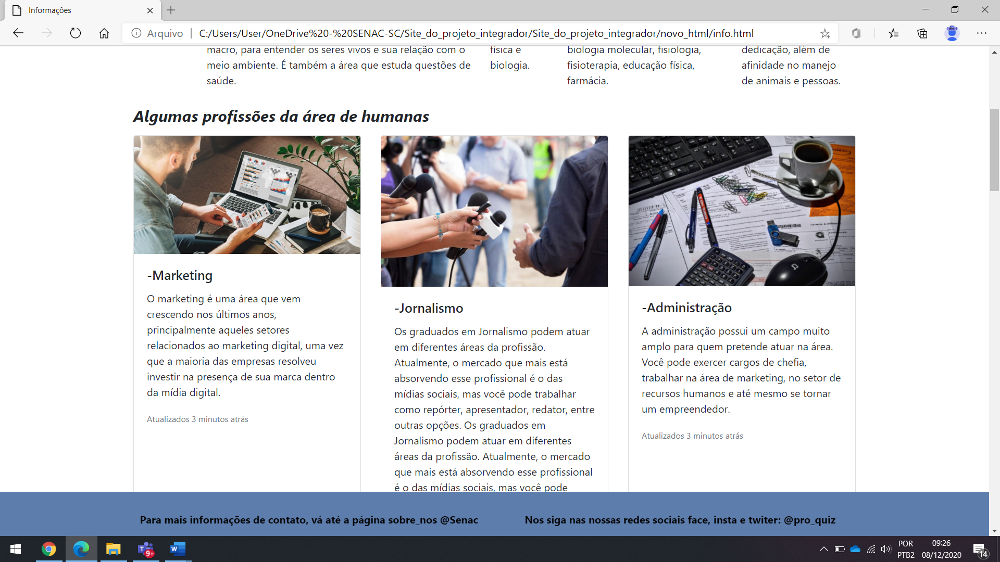 Informações
Arquivo | C:/Users/User/OneDrive%20-%20SENAC-SC/Site_do_projeto_integrador/Site_do_projeto_integrador/novo_html/info.html
macro, para entender os seres vivos e sua relação com o
meio ambiente. É também a área que estuda questões de
saúde.
física e
biologia.
biologia molecular, fisiologia,
fisioterapia, educação física,
farmácia.
dedicação, além de
afinidade no manejo
de animais e pessoas.
Algumas profissões da área de humanas
-Marketing
O marketing é uma área que vem
crescendo nos últimos anos,
principalmente aqueles setores
relacionados ao marketing digital, uma vez
que a maioria das empresas resolveu
investir na presença de sua marca dentro
da mídia digital.
Atualizados 3 minutos atrás
-Jornalismo
Os graduados em Jornalismo podem atuar
em diferentes áreas da profissão.
Atualmente, o mercado que mais está
absorvendo esse profissional é o das
mídias sociais, mas você pode trabalhar
como repórter, apresentador, redator, entre
outras opções. Os graduados em
Jornalismo podem atuar em diferentes
áreas da profissão. Atualmente, o mercado
que mais está absorvendo esse profissional
é o das mídias sociais, mas você pode
-Administração
A administração possui um campo muito
amplo para quem pretende atuar na área.
Você pode exercer cargos de chefia,
trabalhar na área de marketing, no setor de
recursos humanos e até mesmo se tornar
um empreendedor.
Atualizados 3 minutos atrás
Para mais informações de contato, vá até a página sobre_nos @Senac
Nos siga nas nossas redes sociais face, insta e twiter: @pro_quiz
T
9+
W
POR
PTB2
09:26
08/12/2020
14